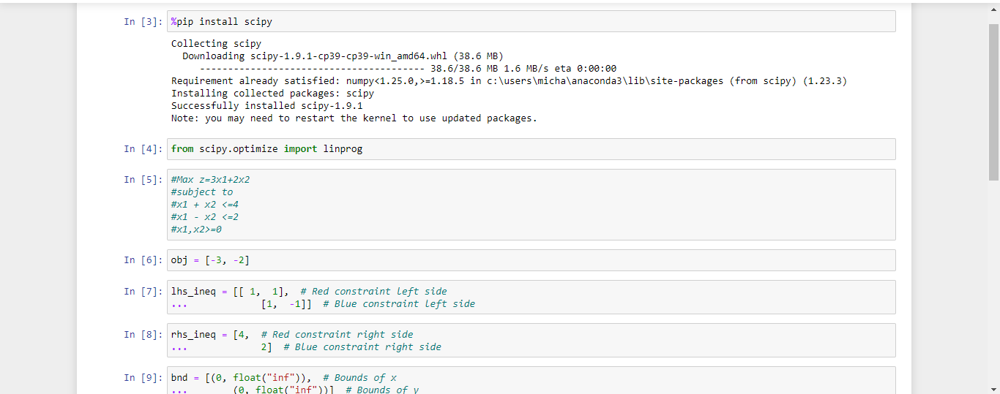 In [3]: %pip install scipy
Collecting scipy
  Downloading scipy-1.9.1-cp39-cp39-win_amd64.whl (38.6 MB)
     ---------------------------------------- 38.6/38.6 MB 1.6 MB/s eta 0:00:00
Requirement already satisfied: numpy<1.25.0,>=1.18.5 in c:\users\micha\anaconda3\lib\site-packages (from scipy) (1.23.3)
Installing collected packages: scipy
Successfully installed scipy-1.9.1
Note: you may need to restart the kernel to use updated packages.
In [4]: from scipy.optimize import linprog
In [5]: #Max z=3x1+2x2
#subject to
#x1 + x2 <=4
#x1 - x2 <=2
#x1,x2>=0
In [6]: obj = [-3, -2]
In [7]: lhs_ineq = [[ 1,  1],  # Red constraint left side
...             [1,  -1]]  # Blue constraint left side
In [8]: rhs_ineq = [4,  # Red constraint right side
...             2]  # Blue constraint right side
In [9]: bnd = [(0, float("inf")),  # Bounds of x
...        (0, float("inf"))]  # Bounds of y